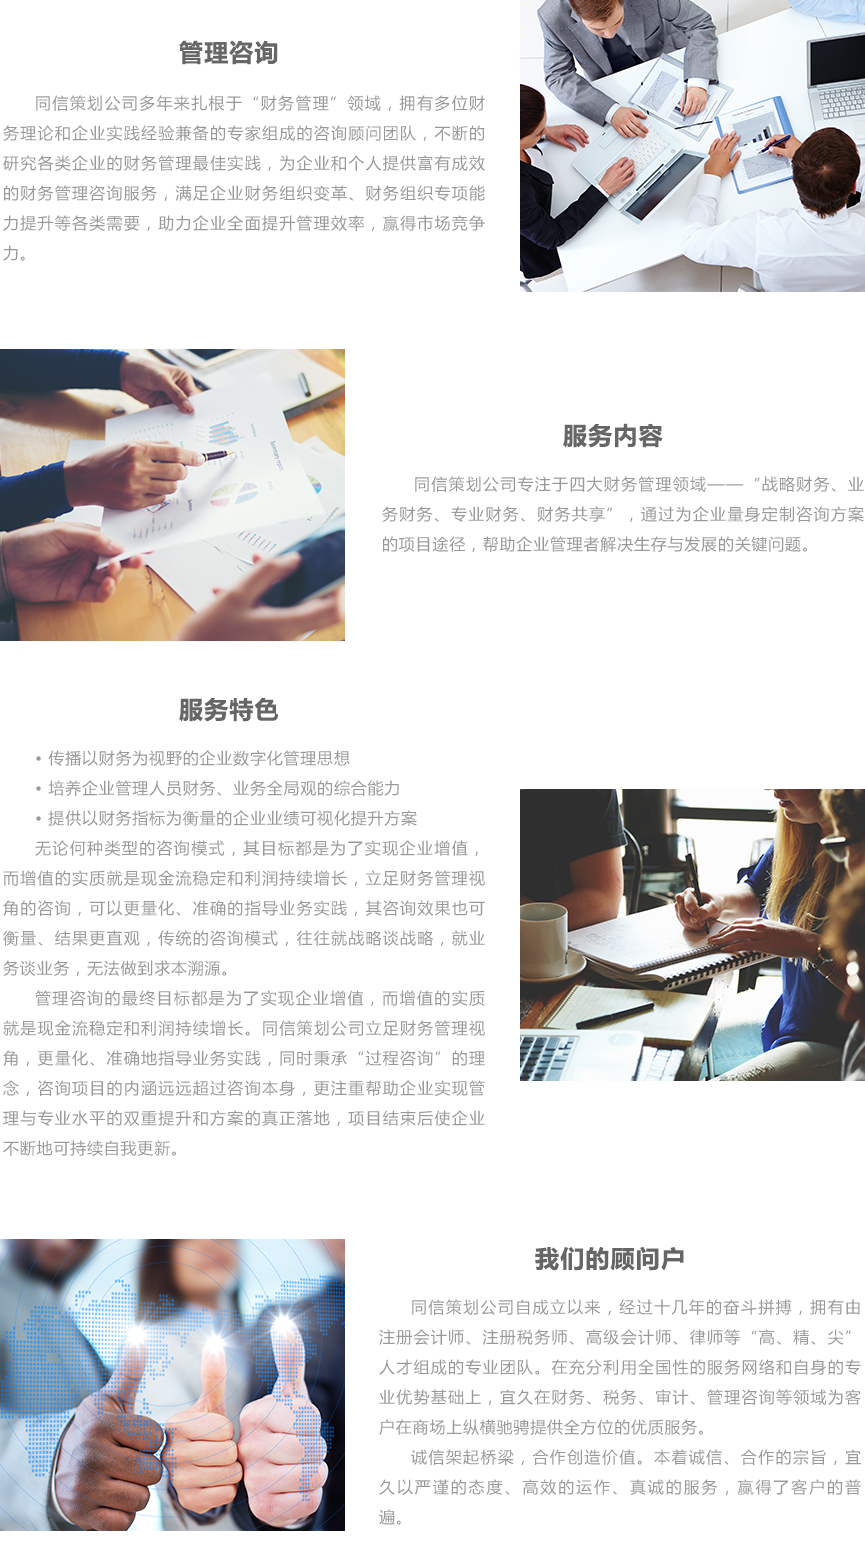 管理咨询
同信策划公司多年来扎根于“财务管理”领域，拥有多位财
务理论和企业实践经验兼备的专家组成的咨询顾问团队，不断的
研究各类企业的财务管理最佳实践，为企业和个人提供富有成效
的财务管理咨询服务，满足企业财务组织变革、财务组织专项能
力提升等各类需要，助力企业全面提升管理效率，赢得市场竞争
力。
服务内容
同信策划公司专注于四大财务管理领域——“战略财务、业
务财务、专业财务、财务共享”，通过为企业量身定制咨询方案
的项目途径，帮助企业管理者解决生存与发展的关键问题。
服务特色
• 传播以财务为视野的企业数字化管理思想
• 培养企业管理人员财务、业务全局观的综合能力
• 提供以财务指标为衡量的企业业绩可视化提升方案
无论何种类型的咨询模式，其目标都是为了实现企业增值，
而增值的实质就是现金流稳定和利润持续增长，立足财务管理视
角的咨询，可以更量化、准确的指导业务实践，其咨询效果也可
衡量、结果更直观，传统的咨询模式，往往就战略谈战略，就业
务谈业务，无法做到求本溯源。
管理咨询的最终目标都是为了实现企业增值，而增值的实质
就是现金流稳定和利润持续增长。同信策划公司立足财务管理视
角，更量化、准确地指导业务实践，同时秉承“过程咨询”的理
念，咨询项目的内涵远远超过咨询本身，更注重帮助企业实现管
理与专业水平的双重提升和方案的真正落地，项目结束后使企业
不断地可持续自我更新。
我们的顾问户
同信策划公司自成立以来，经过十几年的奋斗拼搏，拥有由
注册会计师、注册税务师、高级会计师、律师等“高、精、尖”
人才组成的专业团队。在充分利用全国性的服务网络和自身的专
业优势基础上，宜久在财务、税务、审计、管理咨询等领域为客
户在商场上纵横驰骋提供全方位的优质服务。
诚信架起桥梁，合作创造价值。本着诚信、合作的宗旨，宜
久以严谨的态度、高效的运作、真诚的服务，赢得了客户的普
遍。